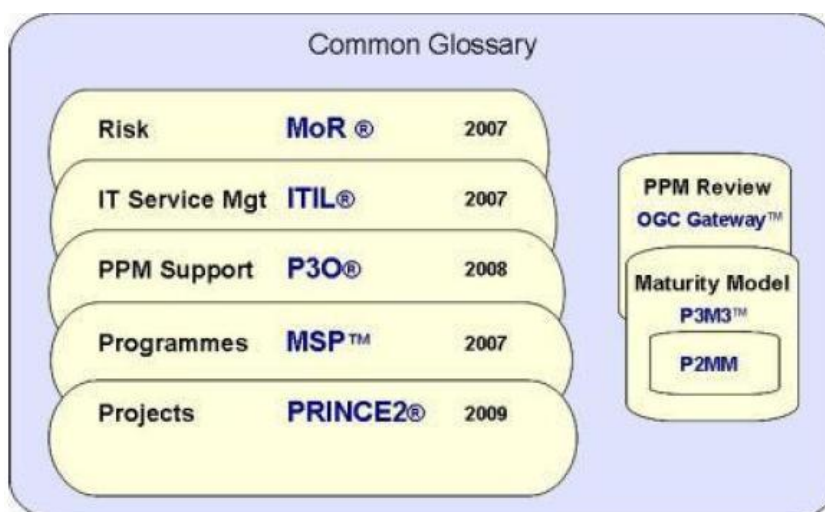 Common Glossary
Risk MoR ® 2007
IT Service Mgt ITIL® 2007
PPM Support P3O® 2008
Programmes MSP™ 2007
Projects PRINCE2® 2009
PPM Review
OGC Gateway™
Maturity Model
P3M3™
P2MM